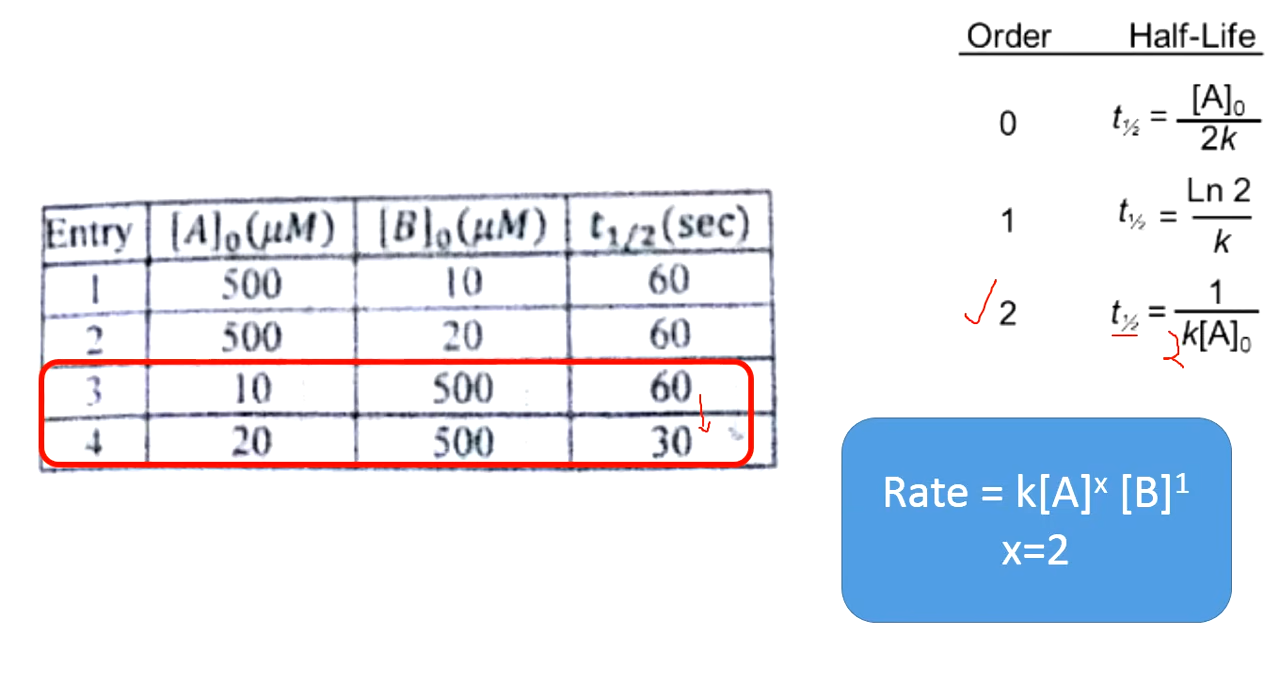 Order Half-Life
0 t½ = [A]₀ / 2k
1 t½ = Ln 2 / k
2 t½ = 1 / k[A]₀
Entry [A]₀(μM) [B]₀(μM) t₁/₂(sec)
1 500 10 60
2 500 20 60
3 10 500 60
4 20 500 30
Rate = k[A]ˣ [B]¹
x=2